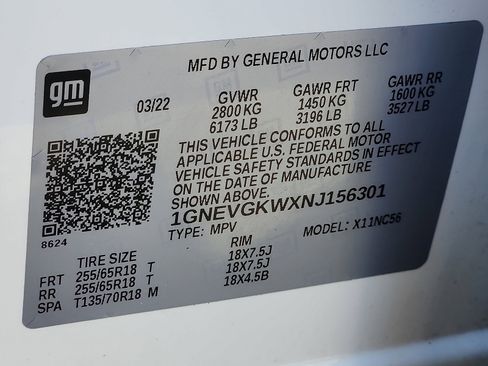 MFD BY GENERAL MOTORS LLC
gm
03/22 GVWR GAWR FRT GAWR RR
2800 KG 1450 KG 1600 KG
6173 LB 3196 LB 3527 LB
THIS VEHICLE CONFORMS TO ALL
APPLICABLE U.S. FEDERAL MOTOR
VEHICLE SAFETY STANDARDS IN EFFECT
ON THE DATE OF MANUFACTURE
SHOWN ABOVE.
1GNEVGKWXNJ156301
8624
TYPE: MPV MODEL: X11NC56
TIRE SIZE RIM
FRT 255/65R18 T 18X7.5J
RR 255/65R18 T 18X7.5J
SPA T135/70R18 M 18X4.5B